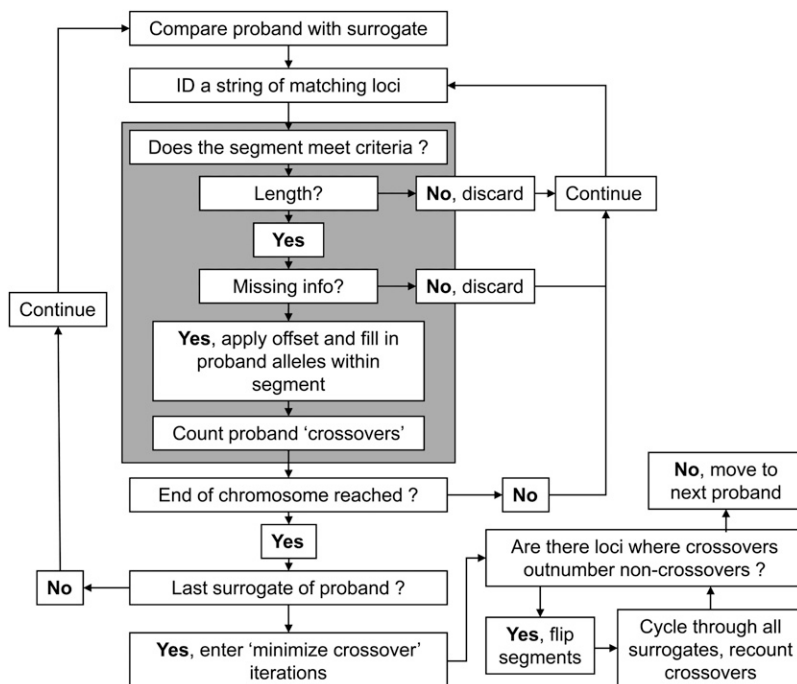 Compare proband with surrogate
ID a string of matching loci
Does the segment meet criteria ?
Length?
No, discard
Continue
Yes
Missing info?
No, discard
Continue
Yes, apply offset and fill in
proband alleles within
segment
Count proband ‘crossovers’
End of chromosome reached ?
No
No, move to
next proband
Yes
Are there loci where crossovers
outnumber non-crossovers ?
No
Last surrogate of proband ?
Yes, enter ‘minimize crossover’
iterations
Yes, flip
segments
Cycle through all
surrogates, recount
crossovers